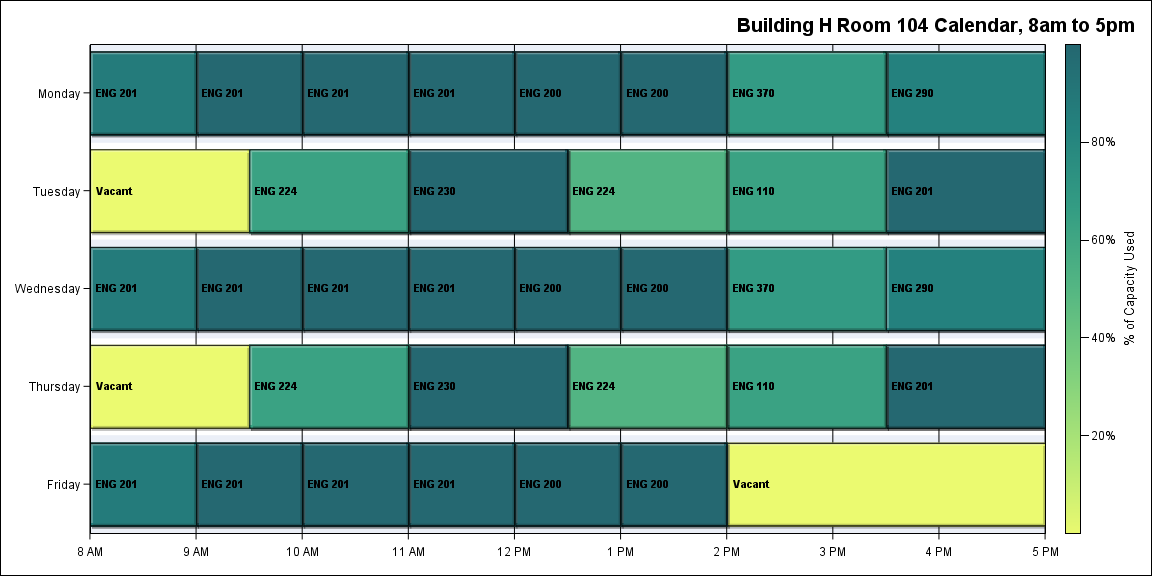 Building H Room 104 Calendar, 8am to 5pm
Monday
ENG 201 ENG 201 ENG 201 ENG 201 ENG 200 ENG 200 ENG 370 ENG 290
Tuesday
Vacant ENG 224 ENG 230 ENG 224 ENG 110 ENG 201
Wednesday
ENG 201 ENG 201 ENG 201 ENG 201 ENG 200 ENG 200 ENG 370 ENG 290
Thursday
Vacant ENG 224 ENG 230 ENG 224 ENG 110 ENG 201
Friday
ENG 201 ENG 201 ENG 201 ENG 201 ENG 200 ENG 200 Vacant
8 AM 9 AM 10 AM 11 AM 12 PM 1 PM 2 PM 3 PM 4 PM 5 PM
80%
60%
40%
20%
% of Capacity Used